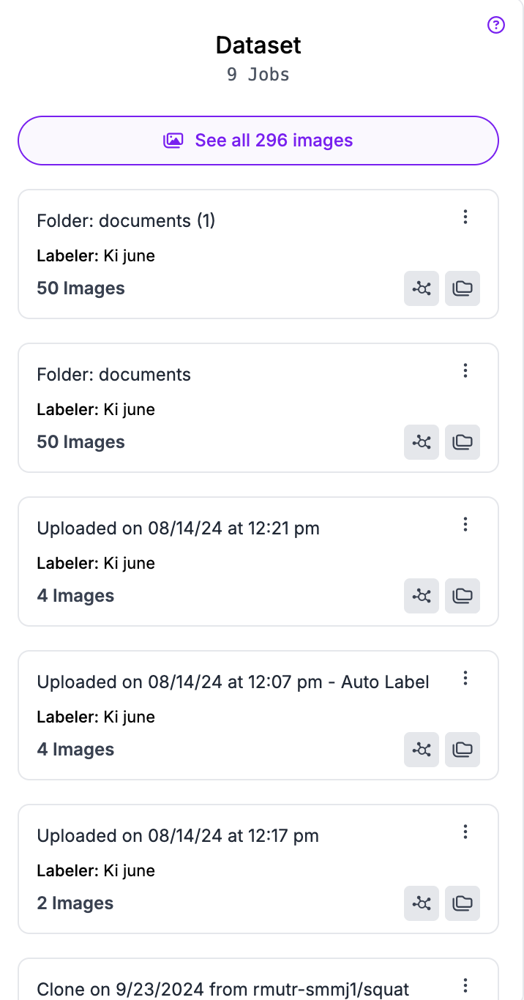 Dataset
9 Jobs
See all 296 images
Folder: documents (1)
Labeler: Ki june
50 Images
Folder: documents
Labeler: Ki june
50 Images
Uploaded on 08/14/24 at 12:21 pm
Labeler: Ki june
4 Images
Uploaded on 08/14/24 at 12:07 pm - Auto Label
Labeler: Ki june
4 Images
Uploaded on 08/14/24 at 12:17 pm
Labeler: Ki june
2 Images
Clone on 9/23/2024 from rmutr-smmj1/squat